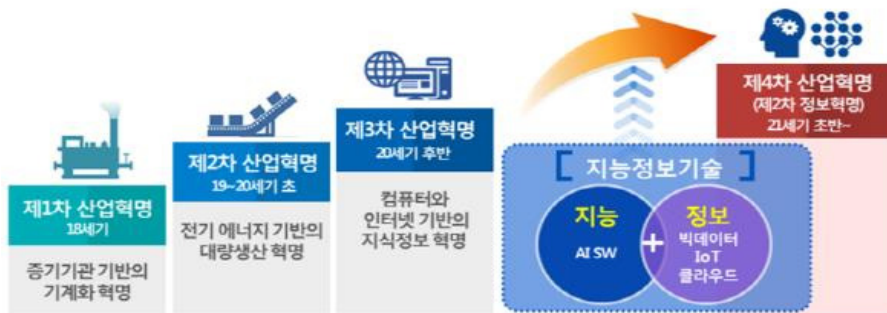 제1차 산업혁명
18세기
증기기관 기반의
기계화 혁명
제2차 산업혁명
19~20세기 초
전기 에너지 기반의
대량생산 혁명
제3차 산업혁명
20세기 후반
컴퓨터와
인터넷 기반의
지식정보 혁명
[ 지능정보기술 ]
지능
AI SW
+
정보
빅데이터
IoT
클라우드
제4차 산업혁명
(제2차 정보혁명)
21세기 초반~